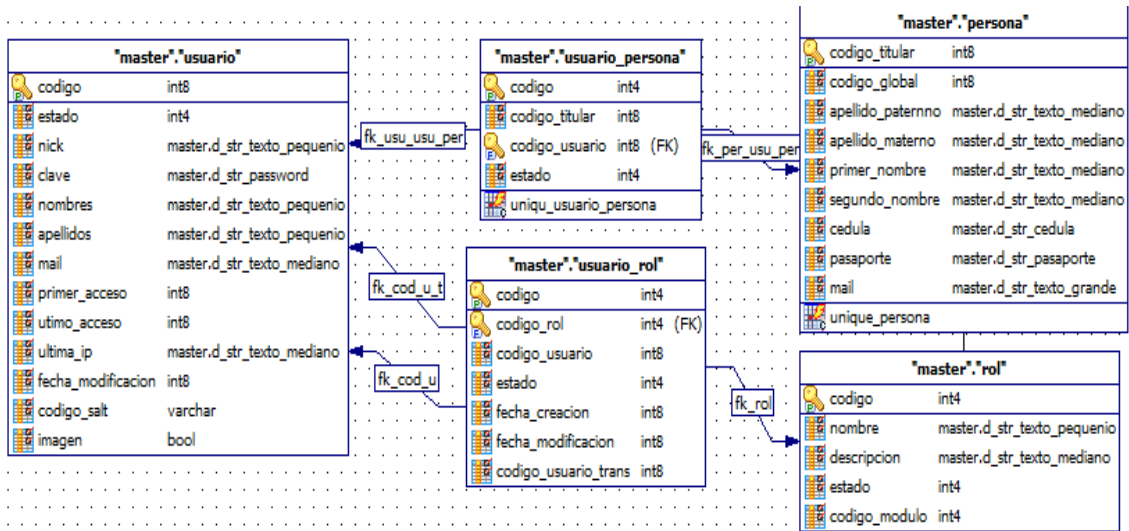 "master"."usuario"
codigo int8
estado int4
nick master.d_str_texto_pequenio
clave master.d_str_password
nombres master.d_str_texto_pequenio
apellidos master.d_str_texto_pequenio
mail master.d_str_texto_mediano
primer_acceso int8
utimo_acceso int8
ultima_ip master.d_str_texto_mediano
fecha_modificacion int8
codigo_salt varchar
imagen bool
fk_usu_usu_per
"master"."usuario_persona"
codigo int4
codigo_titular int8
codigo_usuario int8 (FK)
estado int4
uniqu_usuario_persona
fk_per_usu_per
"master"."persona"
codigo_titular int8
codigo_global int8
apellido_paternno master.d_str_texto_mediano
apellido_materno master.d_str_texto_mediano
primer_nombre master.d_str_texto_mediano
segundo_nombre master.d_str_texto_mediano
cedula master.d_str_cedula
pasaporte master.d_str_pasaporte
mail master.d_str_texto_grande
unique_persona
fk_cod_u_t
fk_cod_u
"master"."usuario_rol"
codigo int4
codigo_rol int4 (FK)
codigo_usuario int8
estado int4
fecha_creacion int8
fecha_modificacion int8
codigo_usuario_trans int8
fk_rol
"master"."rol"
codigo int4
nombre master.d_str_texto_pequenio
descripcion master.d_str_texto_mediano
estado int4
codigo_modulo int4